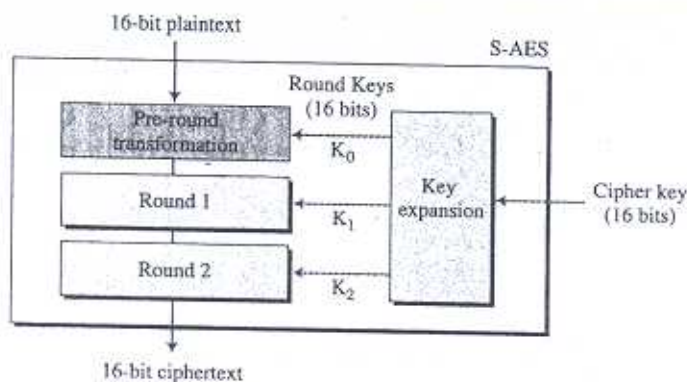 16-bit plaintext
S-AES
Round Keys
(16 bits)
Pre-round
transformation
K0
Round 1
K1
Key
expansion
Cipher key
(16 bits)
Round 2
K2
16-bit ciphertext